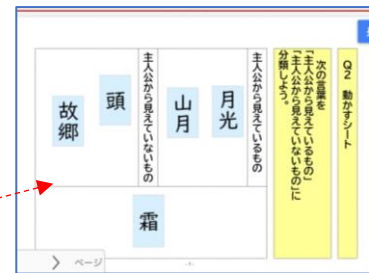 Q2 動かすシート
次の言葉を
「主人公から見えているもの」
「主人公から見えていないもの」に
分類しよう。
主人公から見えているもの
月光
山月
主人公から見えていないもの
頭
故郷
霜
ページ